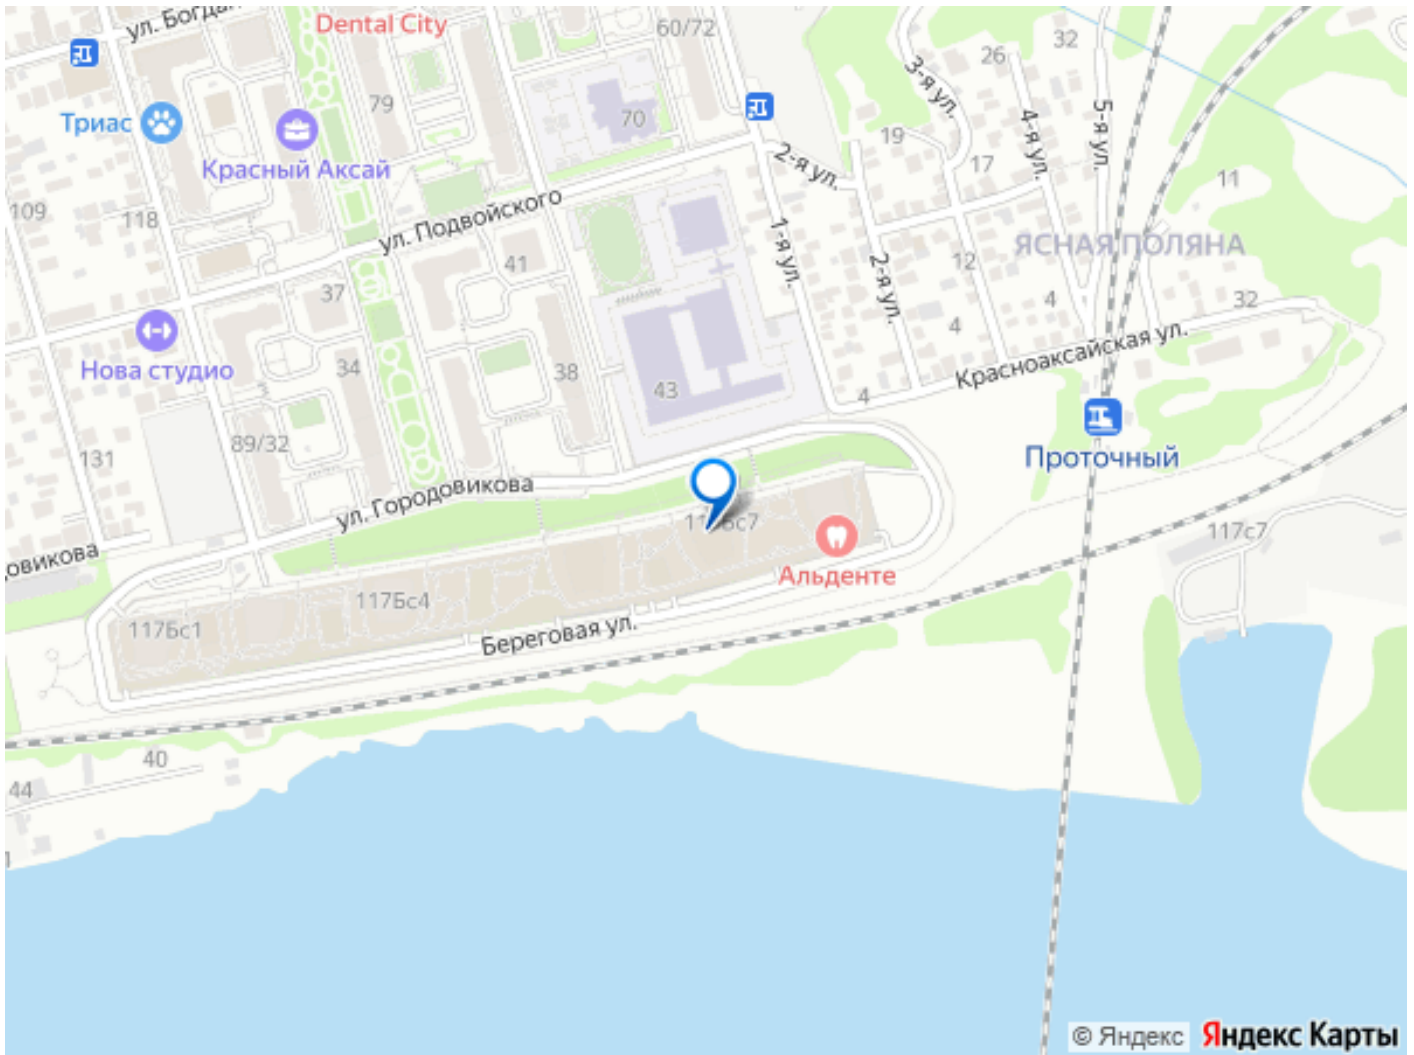 ул. Богдан
Dental City
60/72
32
26
3-я ул.
79
Триас
70
4-я ул.
5-я ул.
19
Красный Аксай
2-я ул.
17
11
109
118
ул. Подвойского
1-я ул.
ЯСНАЯ ПОЛЯНА
41
2-я ул.
12
37
4
32
4
Нова студио
34
38
Красноаксайская ул.
43
4
89/32
131
Проточный
ул. Городовикова
117Бс7
117с7
овикова
Альденте
117Бс4
117Бс1
Береговая ул.
40
44
© Яндекс Яндекс Карты